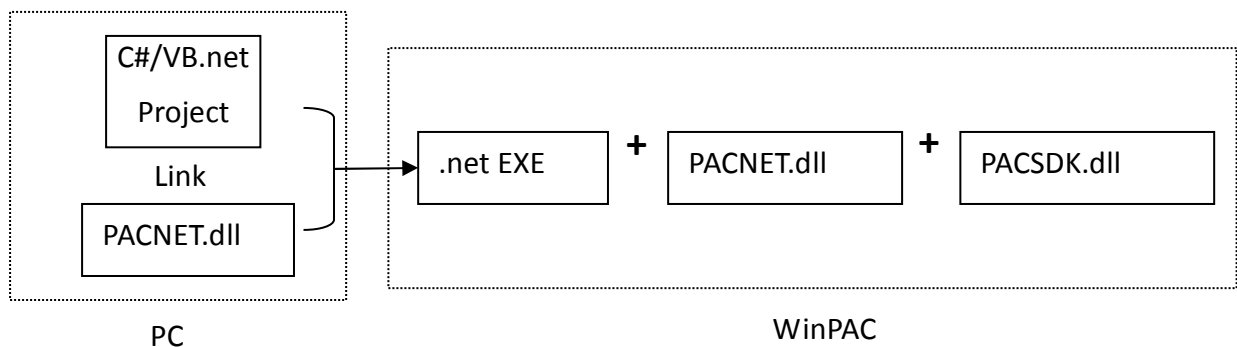 C#/VB.net
Project
Link
PACNET.dll
PC
.net EXE + PACNET.dll + PACSDK.dll
WinPAC